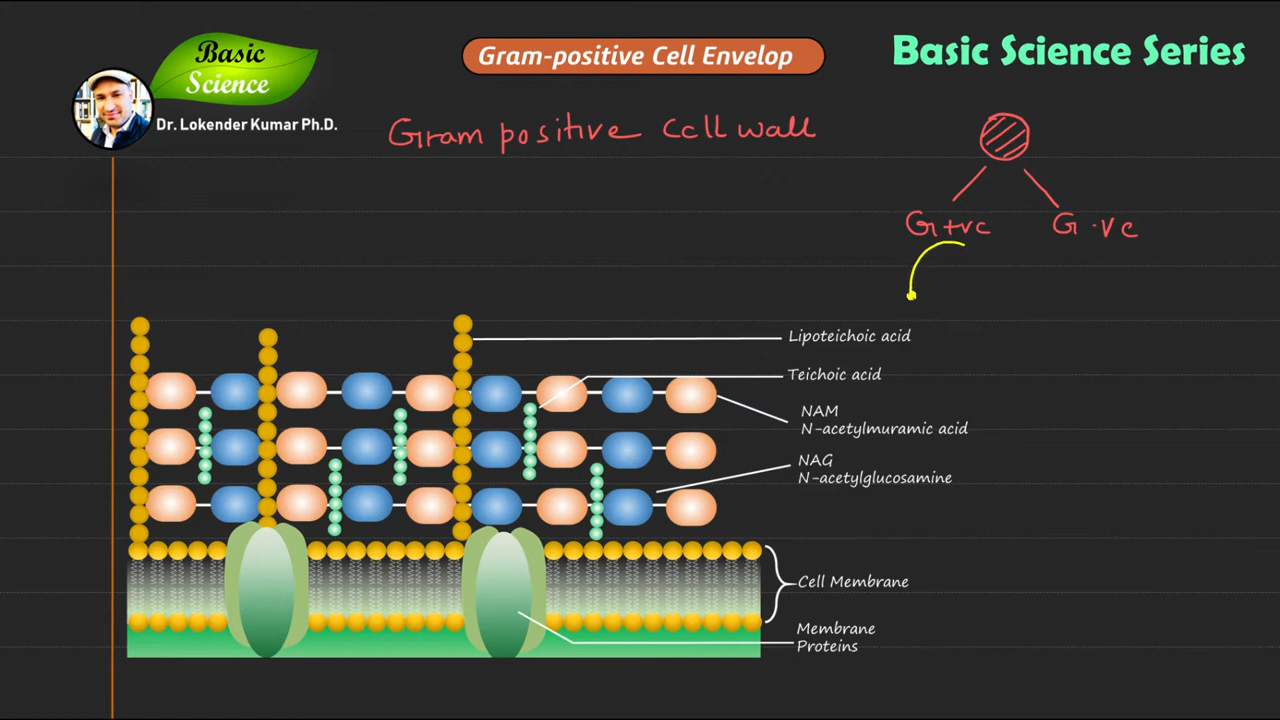 Basic
Science
Dr. Lokender Kumar Ph.D.
Gram-positive Cell Envelop
Basic Science Series
Gram positive Cell wall
G+ve
G-ve
Lipoteichoic acid
Teichoic acid
NAM
N-acetylmuramic acid
NAG
N-acetylglucosamine
Cell Membrane
Membrane
Proteins